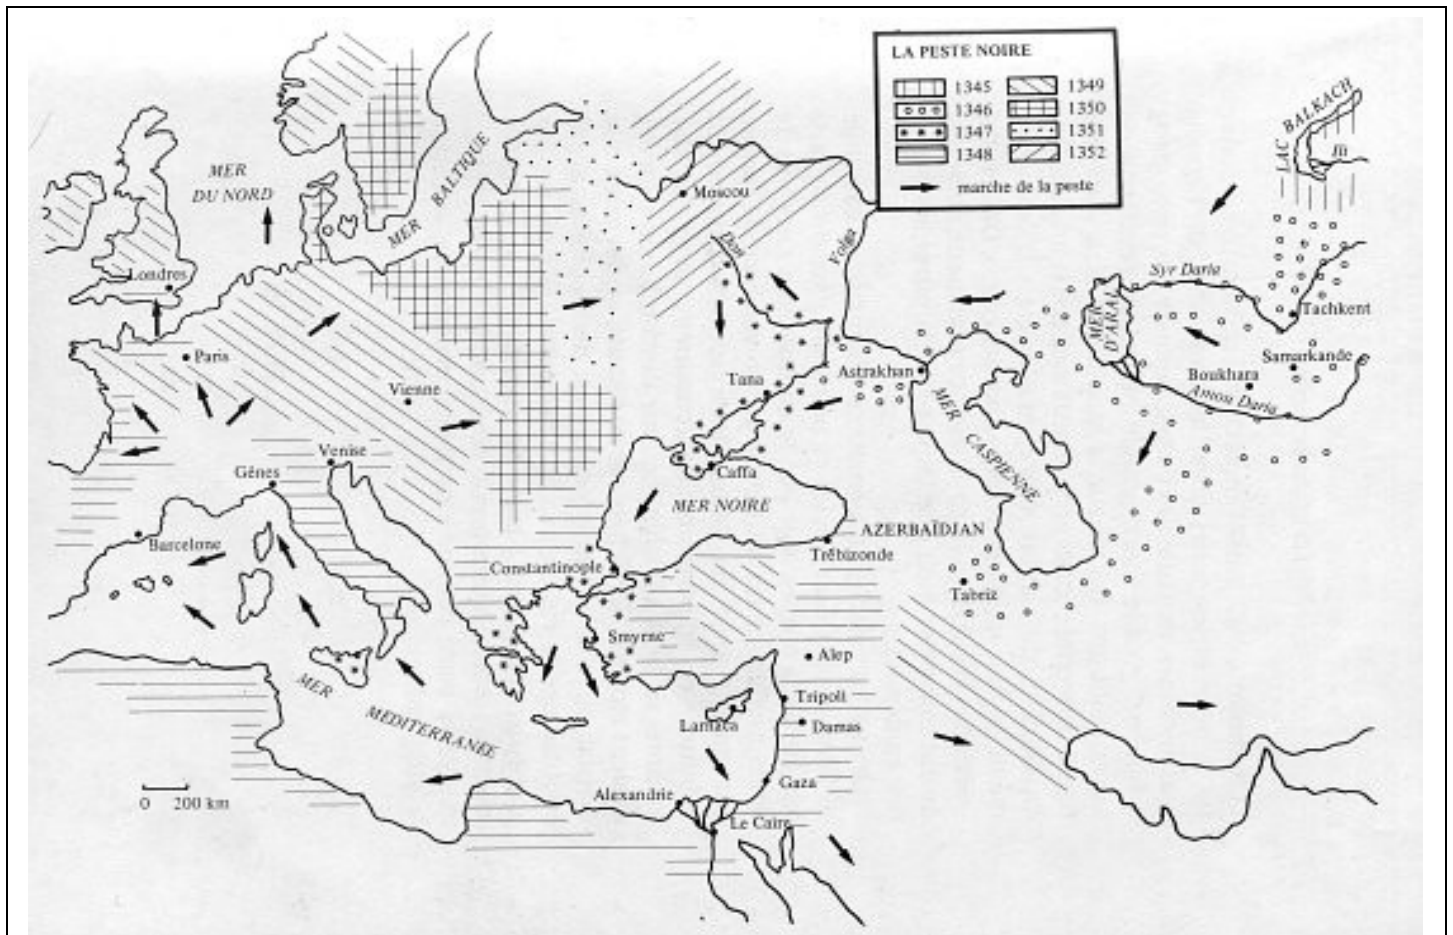 LA PESTE NOIRE
1345
1346
1347
1348
1349
1350
1351
1352
marche de la peste
LAC BALKACH
Ili
MER
DU NORD
MER BALTIQUE
Moscou
Don
Volga
Londres
Syr Daria
MER
D'ARAL
Tachkent
Samarkande
Boukhara
Amou Daria
Paris
Vienne
Tana
Astrakhan
MER CASPIENNE
Venise
Gênes
Caffa
MER NOIRE
AZERBAÏDJAN
Barcelone
Constantinople
Trébizonde
Tabriz
Smyrne
Alep
MER MÉDITERRANÉE
Tripoli
Larnaca
Damas
Gaza
Alexandrie
Le Caire
0 200 km